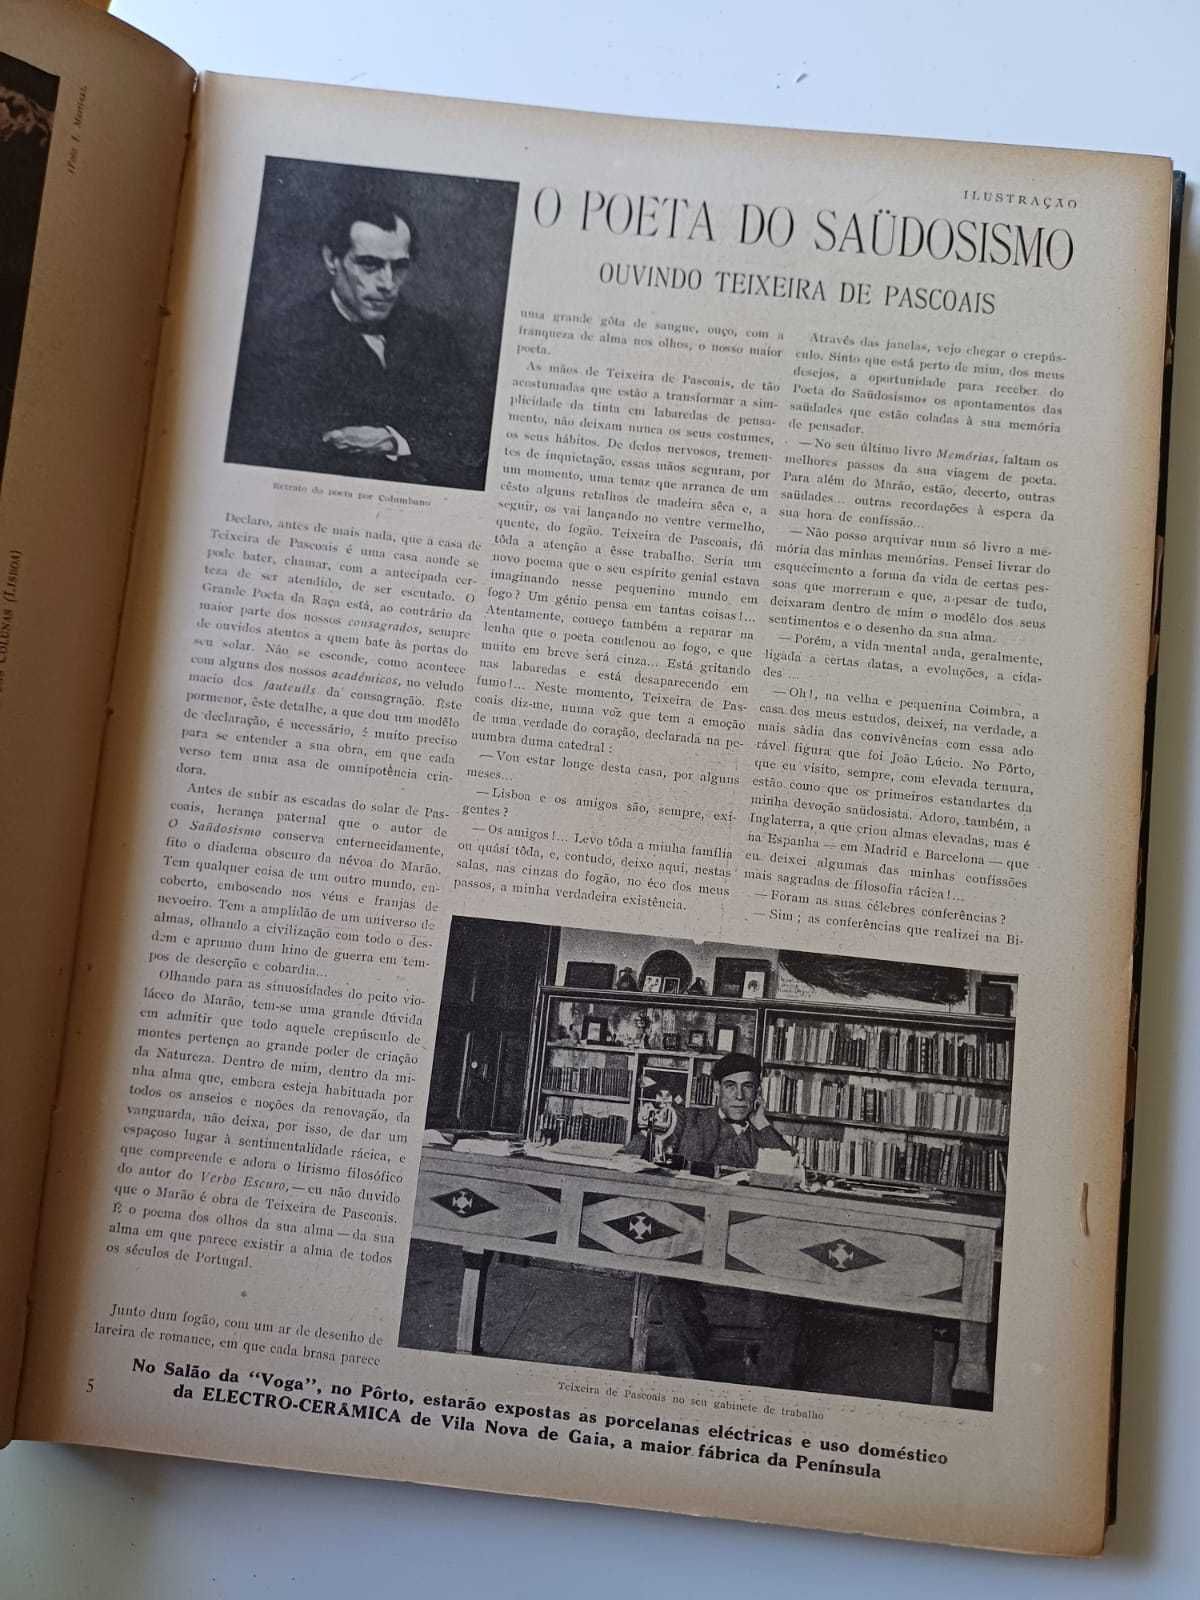 (Foto I. Martins).
DAS COLUNAS (LISBOA)
ILUSTRAÇÃO
O POETA DO SAÜDOSISMO
OUVINDO TEIXEIRA DE PASCOAIS
Retrato do poeta por Columbano
Declaro, antes de mais nada, que a casa de
Teixeira de Pascoais é uma casa aonde se
pode bater, chamar, com a antecipada cer-
teza de ser atendido, de ser escutado. O
Grande Poeta da Raça está, ao contrário da
maior parte dos nossos consagrados, sempre
de ouvidos atentos a quem bate às portas do
seu solar. Não se esconde, como acontece
com alguns dos nossos académicos, no veludo
macio dos fauteuils da consagração. Êste
pormenor, êste detalhe, a que dou um modêlo
de declaração, é necessário, é muito preciso
para se entender a sua obra, em que cada
verso tem uma asa de omnipotência cria-
dora.
Antes de subir as escadas do solar de Pas-
coais, herança paternal que o autor de
O Saüdosismo conserva enternecidamente,
fito o diadema obscuro da névoa do Marão.
Tem qualquer coisa de um outro mundo, en-
coberto, emboscado nos véus e franjas de
nevoeiro. Tem a amplidão de um universo de
almas, olhando a civilização com todo o des-
dem e aprumo dum hino de guerra em tem-
pos de deserção e cobardia...
Olhando para as sinuosidades do peito vio-
láceo do Marão, tem-se uma grande dúvida
em admitir que todo aquele crepúsculo de
montes pertença ao grande poder de criação
da Natureza. Dentro de mim, dentro da mi-
nha alma que, embora esteja habituada por
todos os anseios e noções da renovação, da
vanguarda, não deixa, por isso, de dar um
espaçoso lugar à sentimentalidade rácica, e
que compreende e adora o lirismo filosófico
do autor do Verbo Escuro, — eu não duvido
que o Marão é obra de Teixeira de Pascoais.
É o poema dos olhos da sua alma — da sua
alma em que parece existir a alma de todos
os séculos de Portugal.
*
Junto dum fogão, com um ar de desenho de
lareira de romance, em que cada brasa parece
uma grande gôta de sangue, ouço, com a
franqueza de alma nos olhos, o nosso maior
poeta.
As mãos de Teixeira de Pascoais, de tão
acostumadas que estão a transformar a sim-
plicidade da tinta em labaredas de pensa-
mento, não deixam nunca os seus costumes,
os seus hábitos. De dedos nervosos, tremen-
tes de inquietação, essas mãos seguram, por
um momento, uma tenaz que arranca de um
cêsto alguns retalhos de madeira sêca e, a
seguir, os vai lançando no ventre vermelho,
quente, do fogão. Teixeira de Pascoais, dá
tôda a atenção a êsse trabalho. Seria um
novo poema que o seu espírito genial estava
imaginando nesse pequenino mundo em
fogo? Um génio pensa em tantas coisas!...
Atentamente, começo também a reparar na
lenha que o poeta condenou ao fogo, e que
muito em breve será cinza... Está gritando
nas labaredas e está desaparecendo em
fumo!... Neste momento, Teixeira de Pas-
coais diz-me, numa voz que tem a emoção
de uma verdade do coração, declarada na pe-
numbra duma catedral:
— Vou estar longe desta casa, por alguns
meses...
— Lisboa e os amigos são, sempre, exi-
gentes?
— Os amigos!... Levo tôda a minha família
ou quási tôda, e, contudo, deixo aqui, nestas
salas, nas cinzas do fogão, no éco dos meus
passos, a minha verdadeira existência.
Através das janelas, vejo chegar o crepús-
culo. Sinto que está perto de mim, dos meus
desejos, a oportunidade para receber do
Poeta do Saüdosismo os apontamentos das
saüdades que estão coladas à sua memória
de pensador.
— No seu último livro Memórias, faltam os
melhores passos da sua viagem de poeta.
Para além do Marão, estão, decerto, outras
saüdades... outras recordações à espera da
sua hora de confissão...
— Não posso arquivar num só livro a me-
mória das minhas memórias. Pensei livrar do
esquecimento a forma da vida de certas pes-
soas que morreram e que, a-pesar de tudo,
deixaram dentro de mim o modêlo dos seus
sentimentos e o desenho da sua alma.
— Porém, a vida mental anda, geralmente,
ligada a certas datas, a evoluções, a cida-
des...
— Oh!, na velha e pequenina Coimbra, a
casa dos meus estudos, deixei, na verdade, a
mais sádia das convivências com essa ado
rável figura que foi João Lúcio. No Pôrto,
que eu visito, sempre, com elevada ternura,
estão como que os primeiros estandartes da
minha devoção saüdosista. Adoro, também, a
Inglaterra, a que criou almas elevadas, mas é
na Espanha — em Madrid e Barcelona — que
eu deixei algumas das minhas confissões
mais sagradas de filosofia rácica!...
— Foram as suas célebres conferências?
— Sim; as conferências que realizei na Bi-
Teixeira de Pascoais no seu gabinete de trabalho
5
No Salão da “Voga”, no Pôrto, estarão expostas as porcelanas eléctricas e uso doméstico
da ELECTRO-CERÂMICA de Vila Nova de Gaia, a maior fábrica da Península